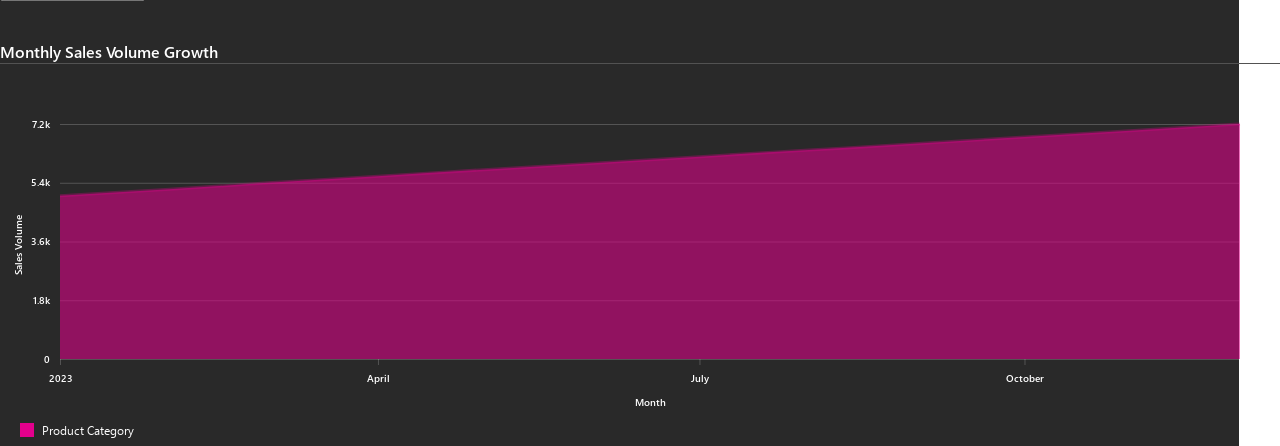 Monthly Sales Volume Growth
7.2k
5.4k
3.6k
1.8k
0
Sales Volume
2023 April July October
Month
Product Category